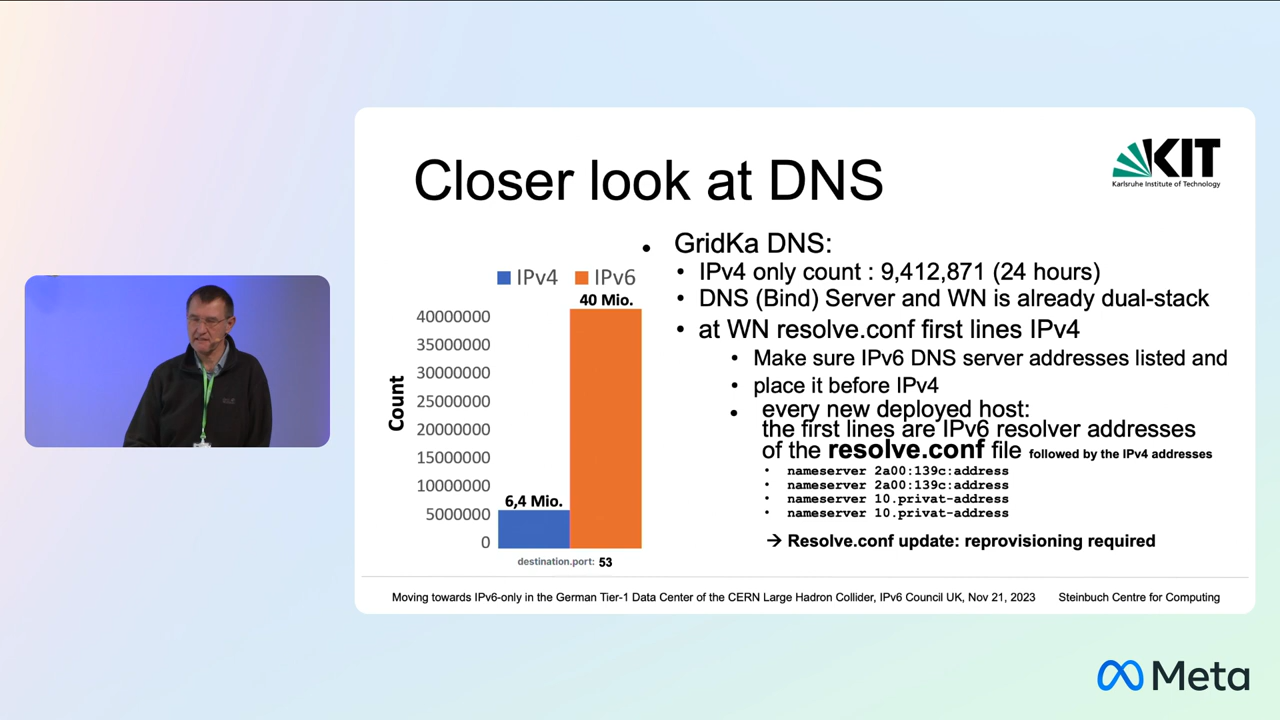 Closer look at DNS
KIT
Karlsruhe Institute of Technology
IPv4 IPv6
40 Mio.
40000000
35000000
30000000
25000000
20000000
15000000
10000000
5000000
0
Count
6,4 Mio.
destination.port: 53
• GridKa DNS:
• IPv4 only count : 9,412,871 (24 hours)
• DNS (Bind) Server and WN is already dual-stack
• at WN resolve.conf first lines IPv4
• Make sure IPv6 DNS server addresses listed and
• place it before IPv4
• every new deployed host:
the first lines are IPv6 resolver addresses
of the resolve.conf file followed by the IPv4 addresses
• nameserver 2a00:139c:address
• nameserver 2a00:139c:address
• nameserver 10.privat-address
• nameserver 10.privat-address
→ Resolve.conf update: reprovisioning required
Moving towards IPv6-only in the German Tier-1 Data Center of the CERN Large Hadron Collider, IPv6 Council UK, Nov 21, 2023 Steinbuch Centre for Computing
Meta